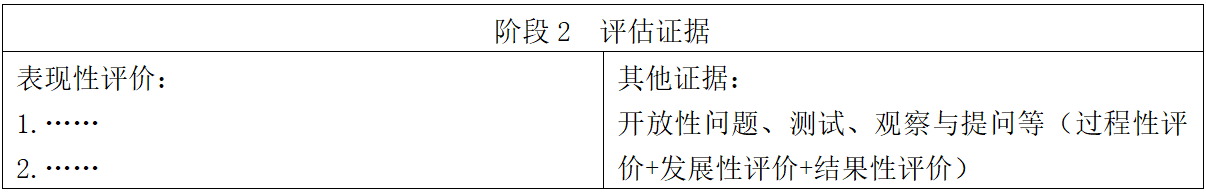 阶段 2　评估证据
表现性评价：
1.……
2.……
其他证据：
开放性问题、测试、观察与提问等（过程性评
价+发展性评价+结果性评价）